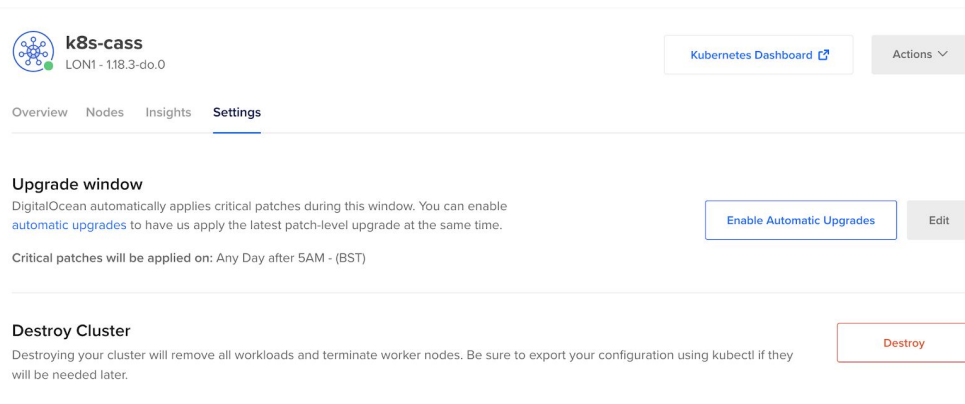 k8s-cass
LON1 - 1.18.3-do.0
Kubernetes Dashboard
Actions
Overview Nodes Insights Settings
Upgrade window
DigitalOcean automatically applies critical patches during this window. You can enable
automatic upgrades to have us apply the latest patch-level upgrade at the same time.
Enable Automatic Upgrades
Edit
Critical patches will be applied on: Any Day after 5AM - (BST)
Destroy Cluster
Destroying your cluster will remove all workloads and terminate worker nodes. Be sure to export your configuration using kubectl if they
will be needed later.
Destroy